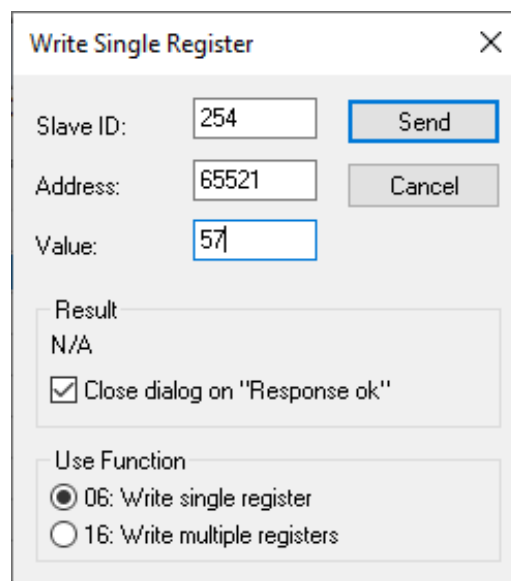 Write Single Register
Slave ID: 254 Send
Address: 65521 Cancel
Value: 57
Result
N/A
Close dialog on "Response ok"
Use Function
06: Write single register
16: Write multiple registers